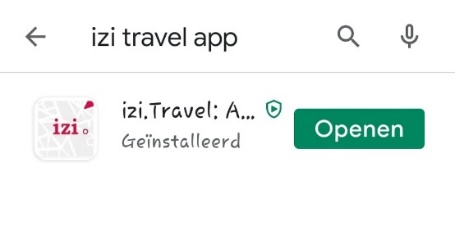 izi travel app
izi.
izi.Travel: A...
Geïnstalleerd
Openen